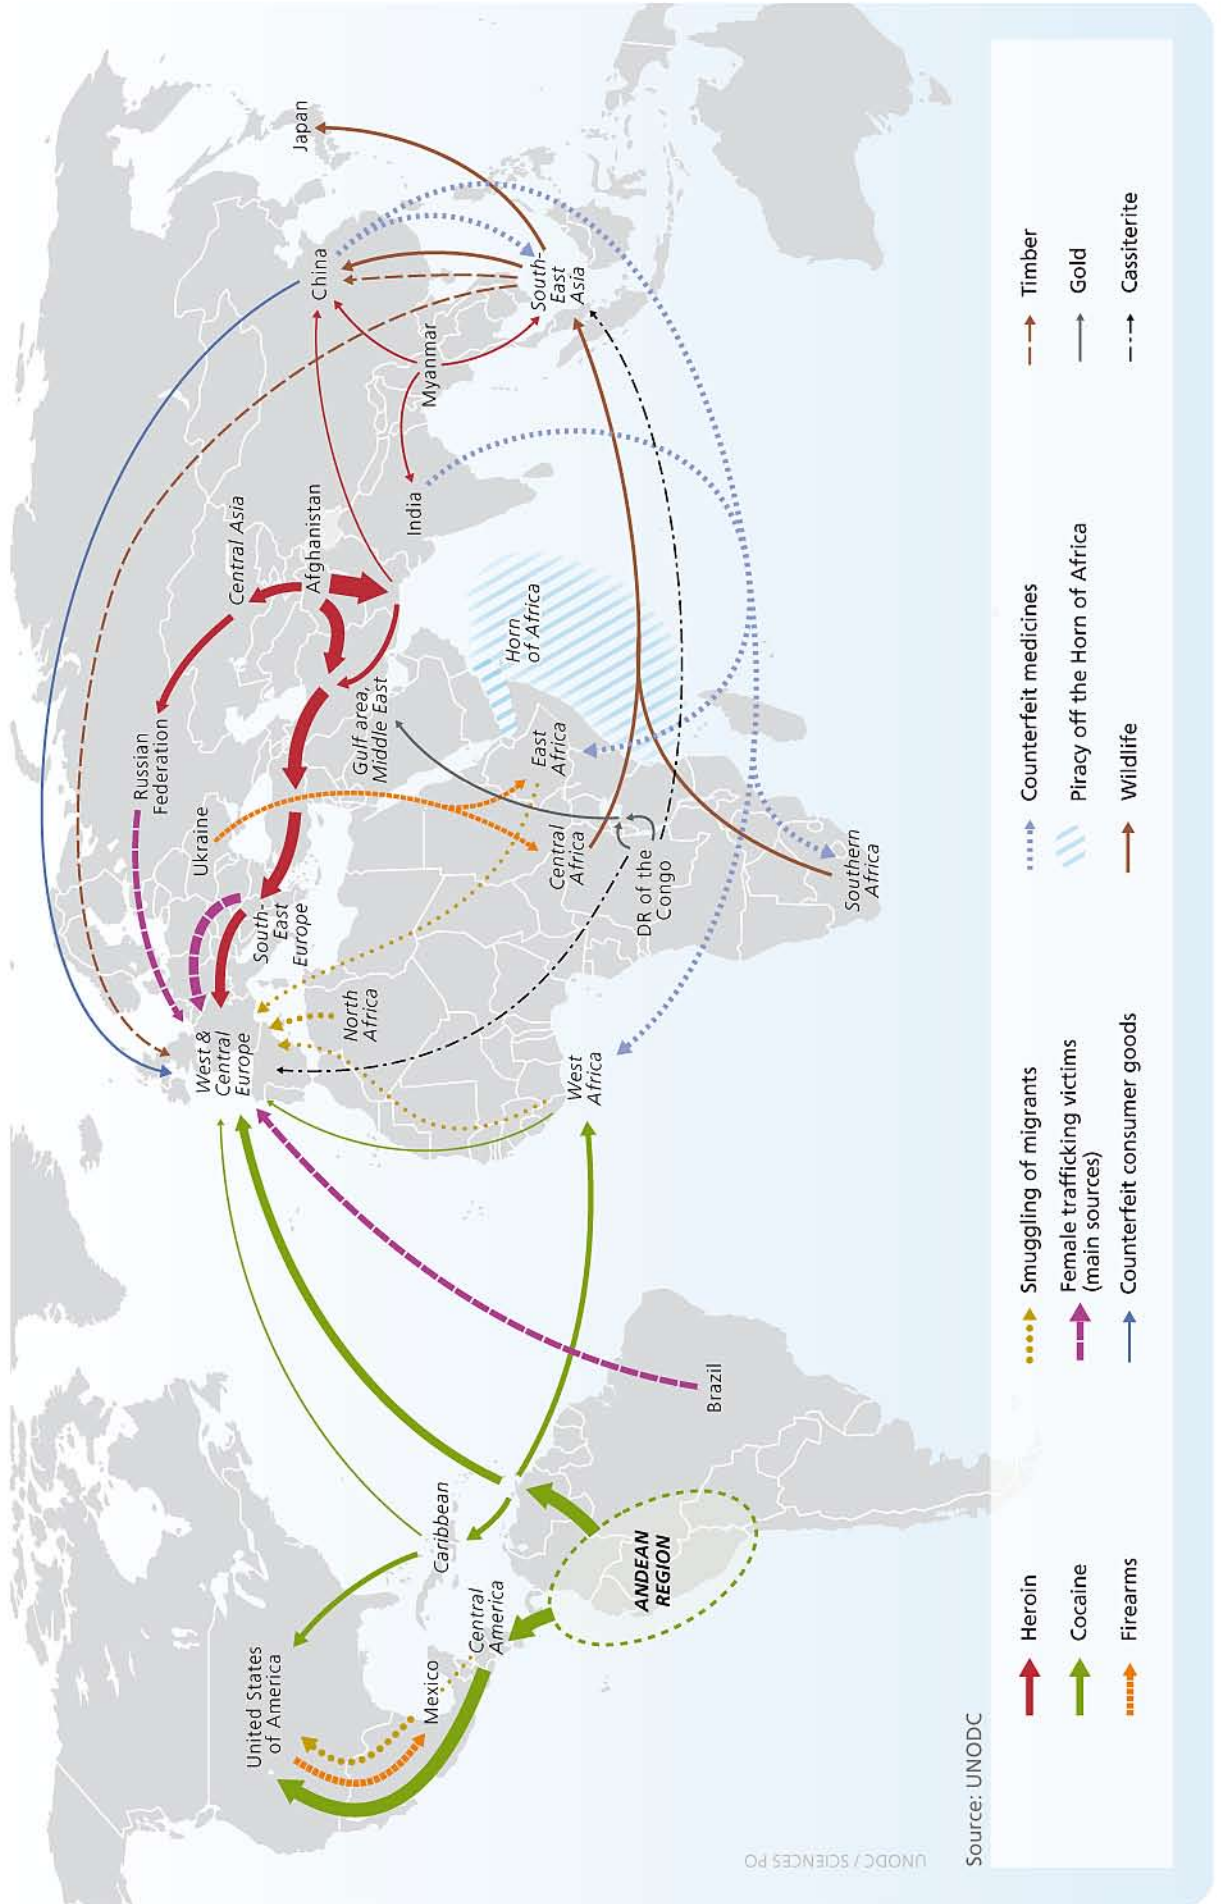 United States
of America
Mexico
Central
America
Caribbean
ANDEAN
REGION
Brazil
West &
Central
Europe
North
Africa
West
Africa
South-
East
Europe
Ukraine
Russian
Federation
Gulf area,
Middle East
Central
Africa
East
Africa
DR of the
Congo
Southern
Africa
Horn
of Africa
Central Asia
Afghanistan
India
Myanmar
China
South-
East
Asia
Japan
UNODC / SCIENCES PO
Source: UNODC
Heroin
Cocaine
Firearms
Smuggling of migrants
Female trafficking victims
(main sources)
Counterfeit consumer goods
Counterfeit medicines
Piracy off the Horn of Africa
Wildlife
Timber
Gold
Cassiterite